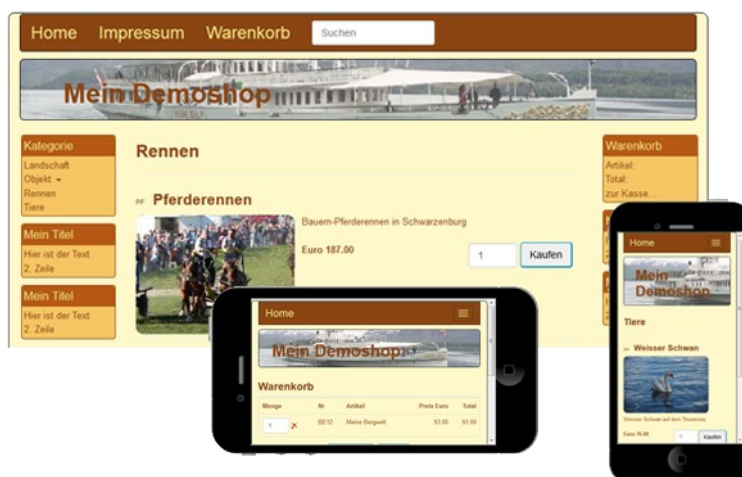 Home Impressum Warenkorb Suchen
Mein Demoshop
Kategorie
Landschaft
Objekt
Rennen
Tiere
Mein Titel
Hier ist der Text
2. Zeile
Mein Titel
Hier ist der Text
2. Zeile
Rennen
PF Pferderennen
Bauern-Pferderennen in Schwarzenburg
Euro 187.00
1 Kaufen
Warenkorb
Artikel:
Total:
zur Kasse...
Home
Mein Demoshop
Warenkorb
Menge Nr Artikel Preis Euro Total
1 BE12 Meine Bergwelt 93.00 93.00
Home
Mein
Demoshop
Tiere
Weisser Schwan
Weisser Schwan auf dem Thunersee
1 Kaufen